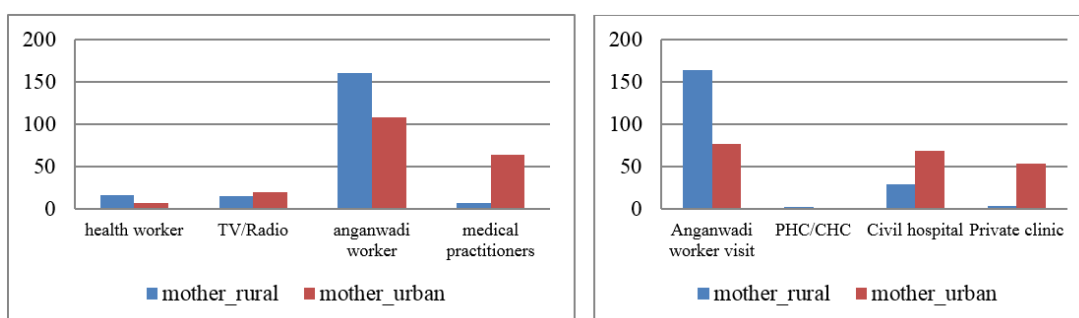 200
150
100
50
0
health worker
TV/Radio
anganwadi
worker
medical
practitioners
mother_rural
mother_urban
200
150
100
50
0
Anganwadi
worker visit
PHC/CHC
Civil hospital
Private clinic
mother_rural
mother_urban